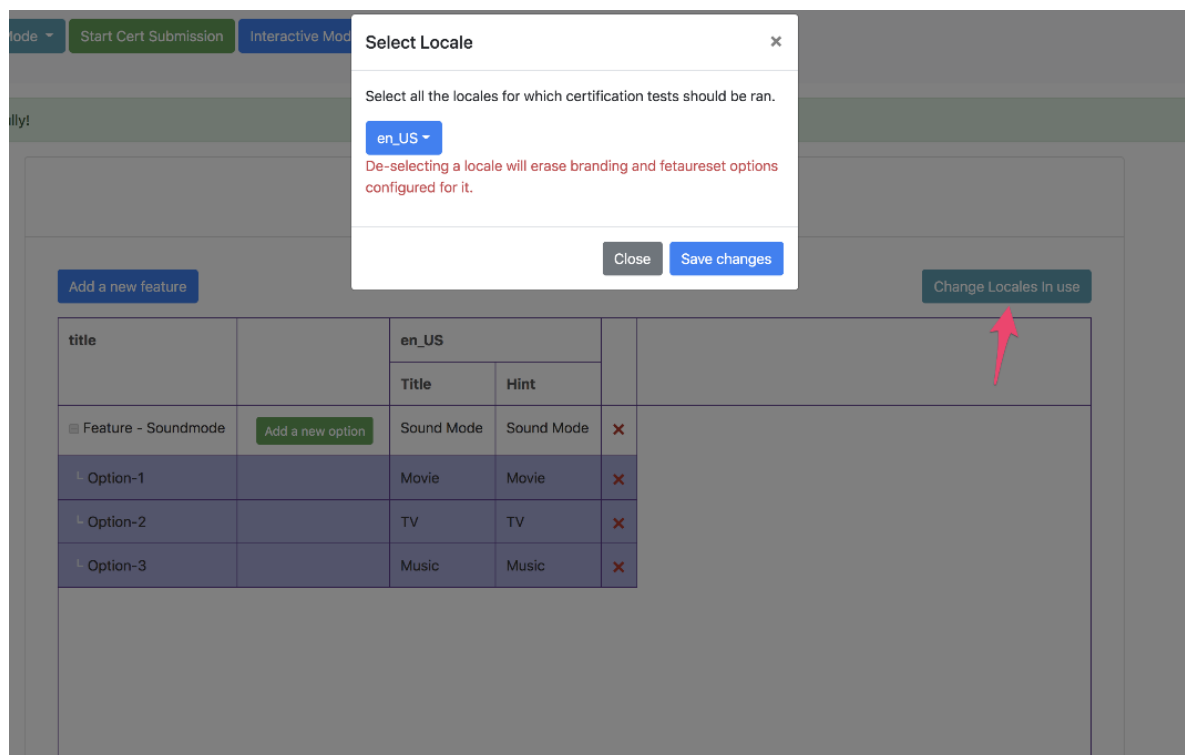 Mode
Start Cert Submission
Interactive Mod
Select Locale
×
Select all the locales for which certification tests should be ran.
en_US
De-selecting a locale will erase branding and fetaureset options
configured for it.
Close
Save changes
ally!
Add a new feature
Change Locales In use
title
en_US
Title
Hint
Feature - Soundmode
Add a new option
Sound Mode
Sound Mode
Option-1
Movie
Movie
Option-2
TV
TV
Option-3
Music
Music